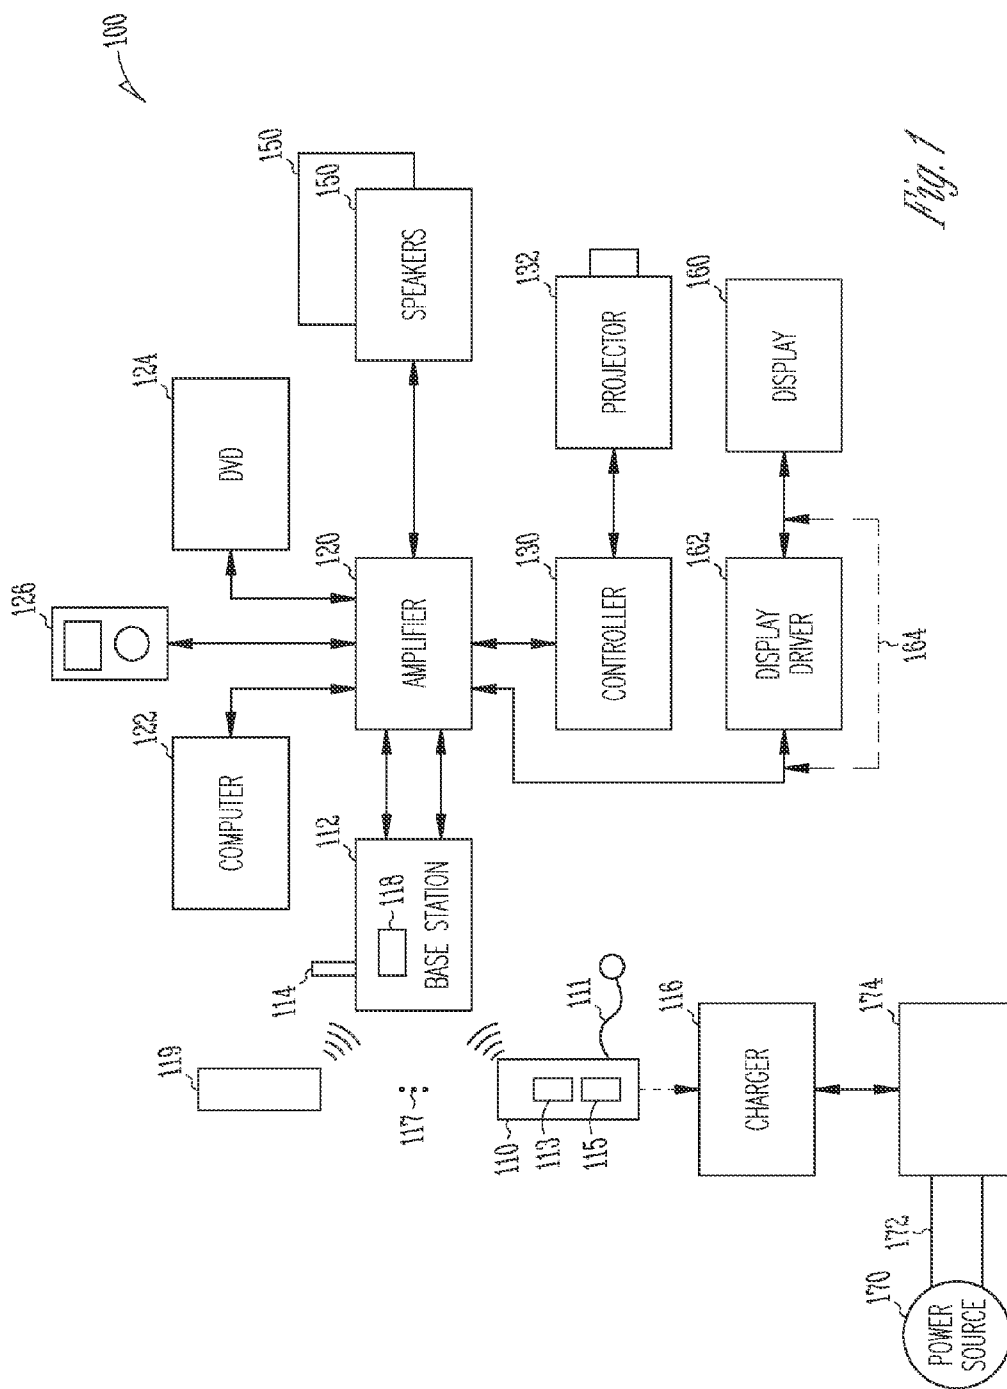 126
100
122
124
119
COMPUTER
DVD
150
114
112
120
150
118
117
AMPLIFIER
SPEAKERS
BASE STATION
110
130
132
113
111
115
CONTROLLER
PROJECTOR
116
162
160
CHARGER
DISPLAY
DRIVER
DISPLAY
170
172
174
164
POWER
SOURCE
Fig. 1